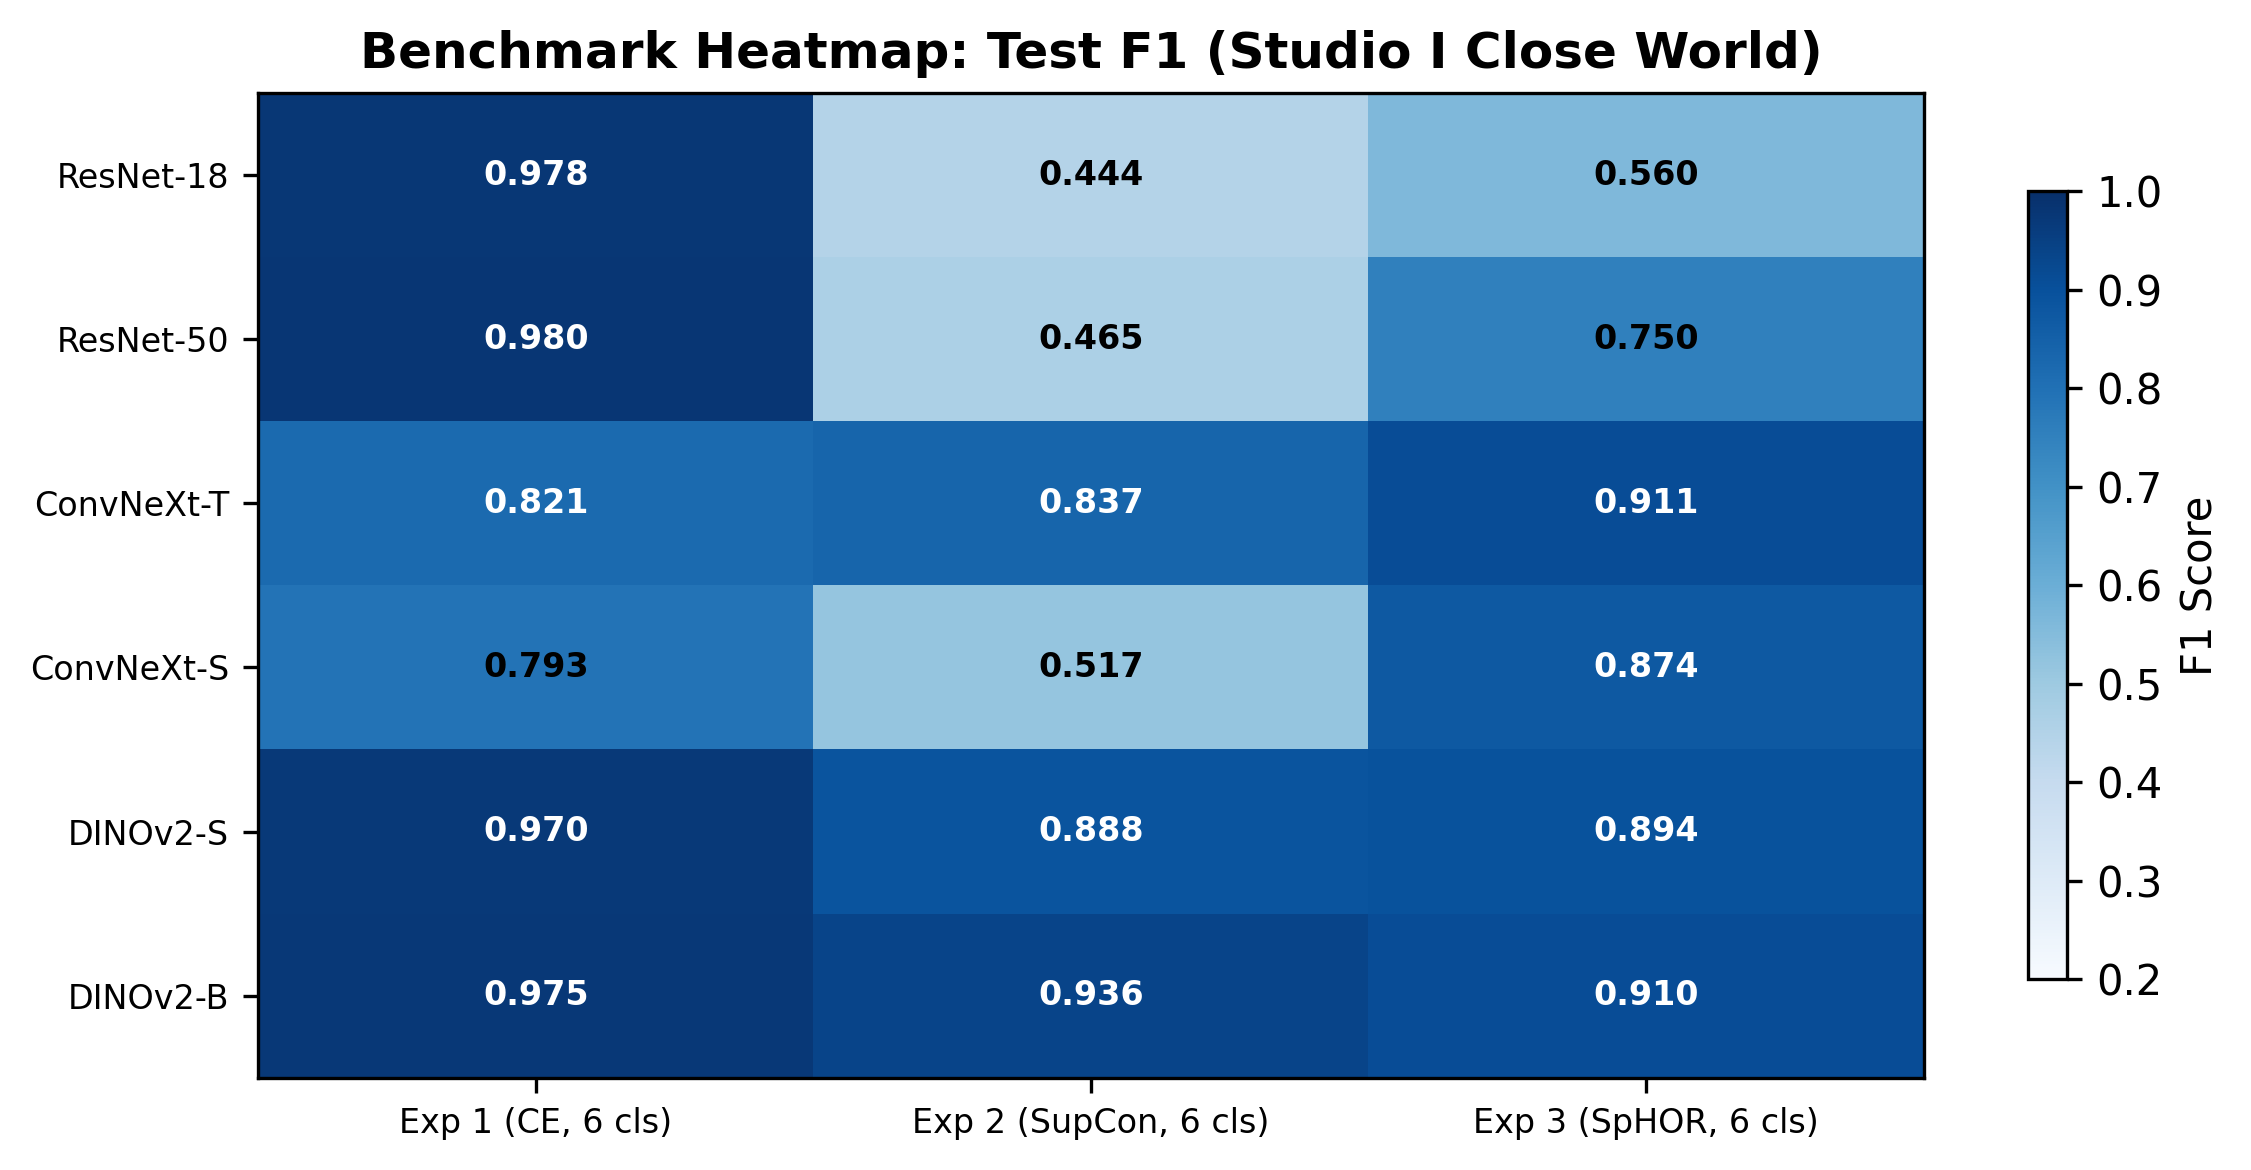 Benchmark Heatmap: Test F1 (Studio I Close World)
ResNet-18 0.978 0.444 0.560
ResNet-50 0.980 0.465 0.750
ConvNeXt-T 0.821 0.837 0.911
ConvNeXt-S 0.793 0.517 0.874
DINOv2-S 0.970 0.888 0.894
DINOv2-B 0.975 0.936 0.910
Exp 1 (CE, 6 cls) Exp 2 (SupCon, 6 cls) Exp 3 (SpHOR, 6 cls)
1.0
0.9
0.8
0.7
0.6
0.5
0.4
0.3
0.2
F1 Score